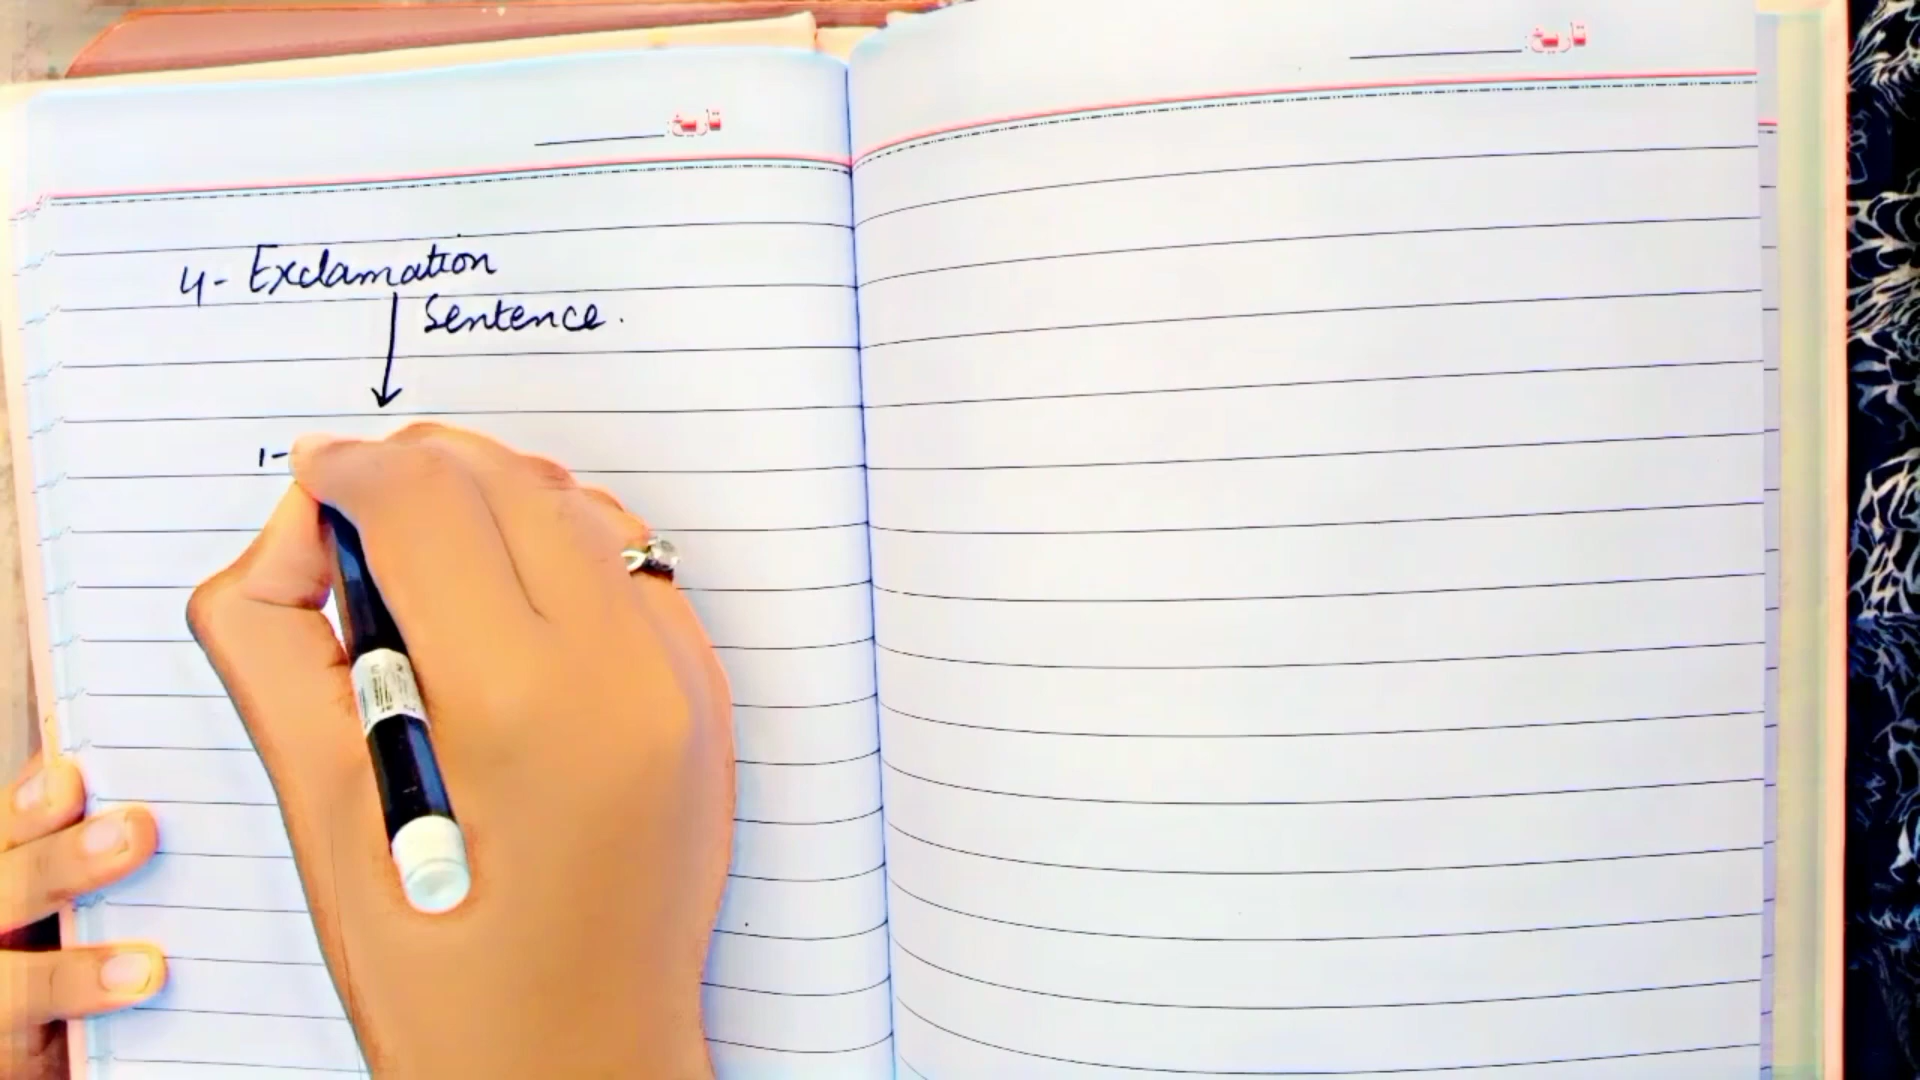 تاریخ:
تاریخ:
4- Exclamation
Sentence.
1-